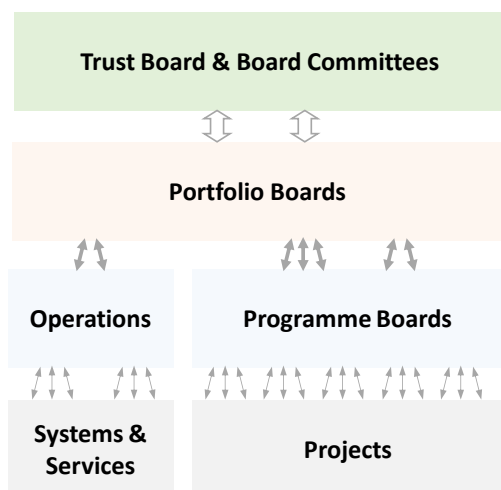 Trust Board & Board Committees
Portfolio Boards
Operations
Programme Boards
Systems &
Services
Projects